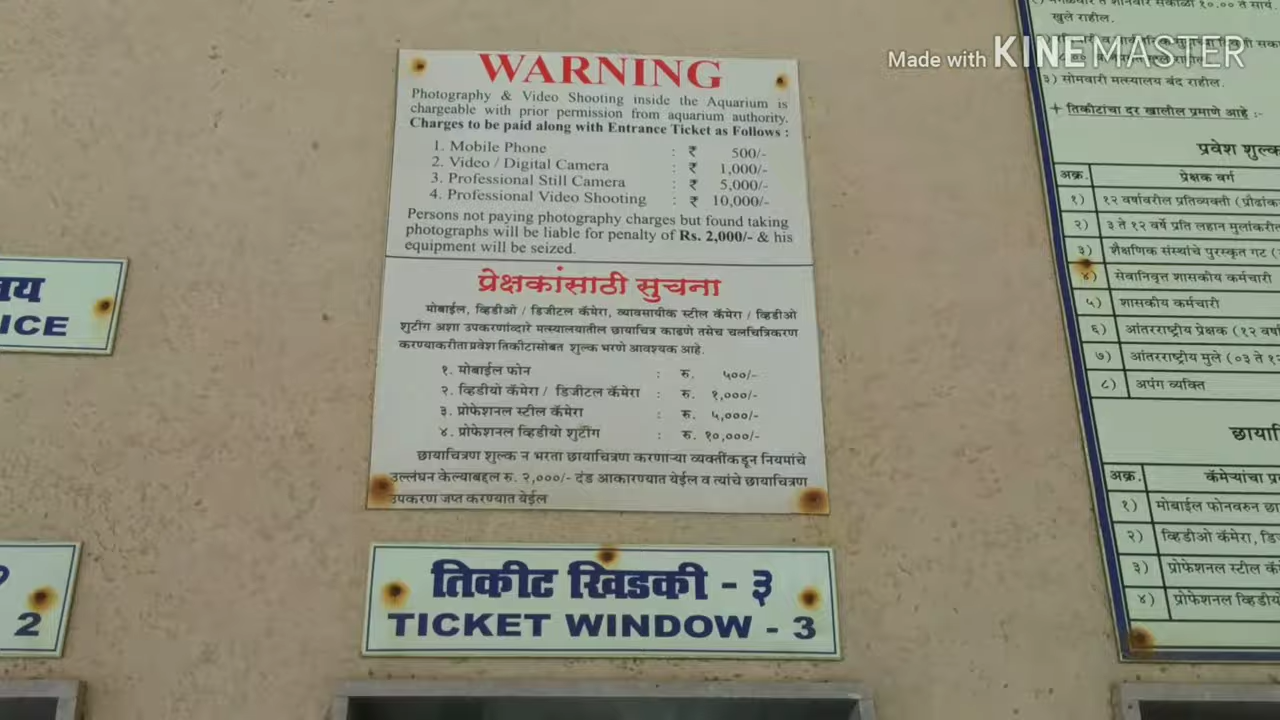 Made with KINEMASTER
WARNING
Photography & Video Shooting inside the Aquarium is
chargeable with prior permission from aquarium authority.
Charges to be paid along with Entrance Ticket as Follows :
1. Mobile Phone : ₹ 500/-
2. Video / Digital Camera : ₹ 1,000/-
3. Professional Still Camera : ₹ 5,000/-
4. Professional Video Shooting : ₹ 10,000/-
Persons not paying photography charges but found taking
photographs will be liable for penalty of Rs. 2,000/- & his
equipment will be seized.
प्रेक्षकांसाठी सुचना
मोबाईल, व्हिडीओ / डिजीटल कॅमेरा, व्यावसायीक स्टील कॅमेरा / व्हिडीओ
शुटींग अशा उपकरणांव्दारे मत्स्यालयातील छायाचित्र काढणे तसेच चलचित्रिकरण
करण्याकरीता प्रवेश तिकीटासोबत शुल्क भरणे आवश्यक आहे.
१. मोबाईल फोन : रु. ५००/-
२. व्हिडीयो कॅमेरा / डिजीटल कॅमेरा : रु. १,०००/-
३. प्रोफेशनल स्टील कॅमेरा : रु. ५,०००/-
४. प्रोफेशनल व्हिडीयो शुटींग : रु. १०,०००/-
छायाचित्रण शुल्क न भरता छायाचित्रण करणाऱ्या व्यक्तींकडून नियमांचे
उल्लंघन केल्याबद्दल रु. २,०००/- दंड आकारण्यात येईल व त्यांचे छायाचित्रण
उपकरण जप्त करण्यात येईल
तिकीट खिडकी - ३
TICKET WINDOW - 3
ICE
2
खुले राहील.
३) सोमवारी मत्स्यालय बंद राहील.
+ तिकीटांचा दर खालील प्रमाणे आहे :-
प्रवेश शुल्क
अक्र. प्रेक्षक वर्ग
१) १२ वर्षावरील प्रतिव्यक्ती
२) ३ ते १२ वर्षे प्रति लहान मुलांकरीता
३) शैक्षणिक संस्थांचे पुरस्कृत गट
४) सेवानिवृत्त शासकीय कर्मचारी
५) शासकीय कर्मचारी
६) आंतरराष्ट्रीय प्रेक्षक (१२
७) आंतरराष्ट्रीय मुले (०३ ते
८) अपंग व्यक्ति
अक्र. कॅमेऱ्यांचा
१) मोबाईल फोनवरुन
२) व्हिडीओ कॅमेरा,
३) प्रोफेशनल स्टील
४) प्रोफेशनल